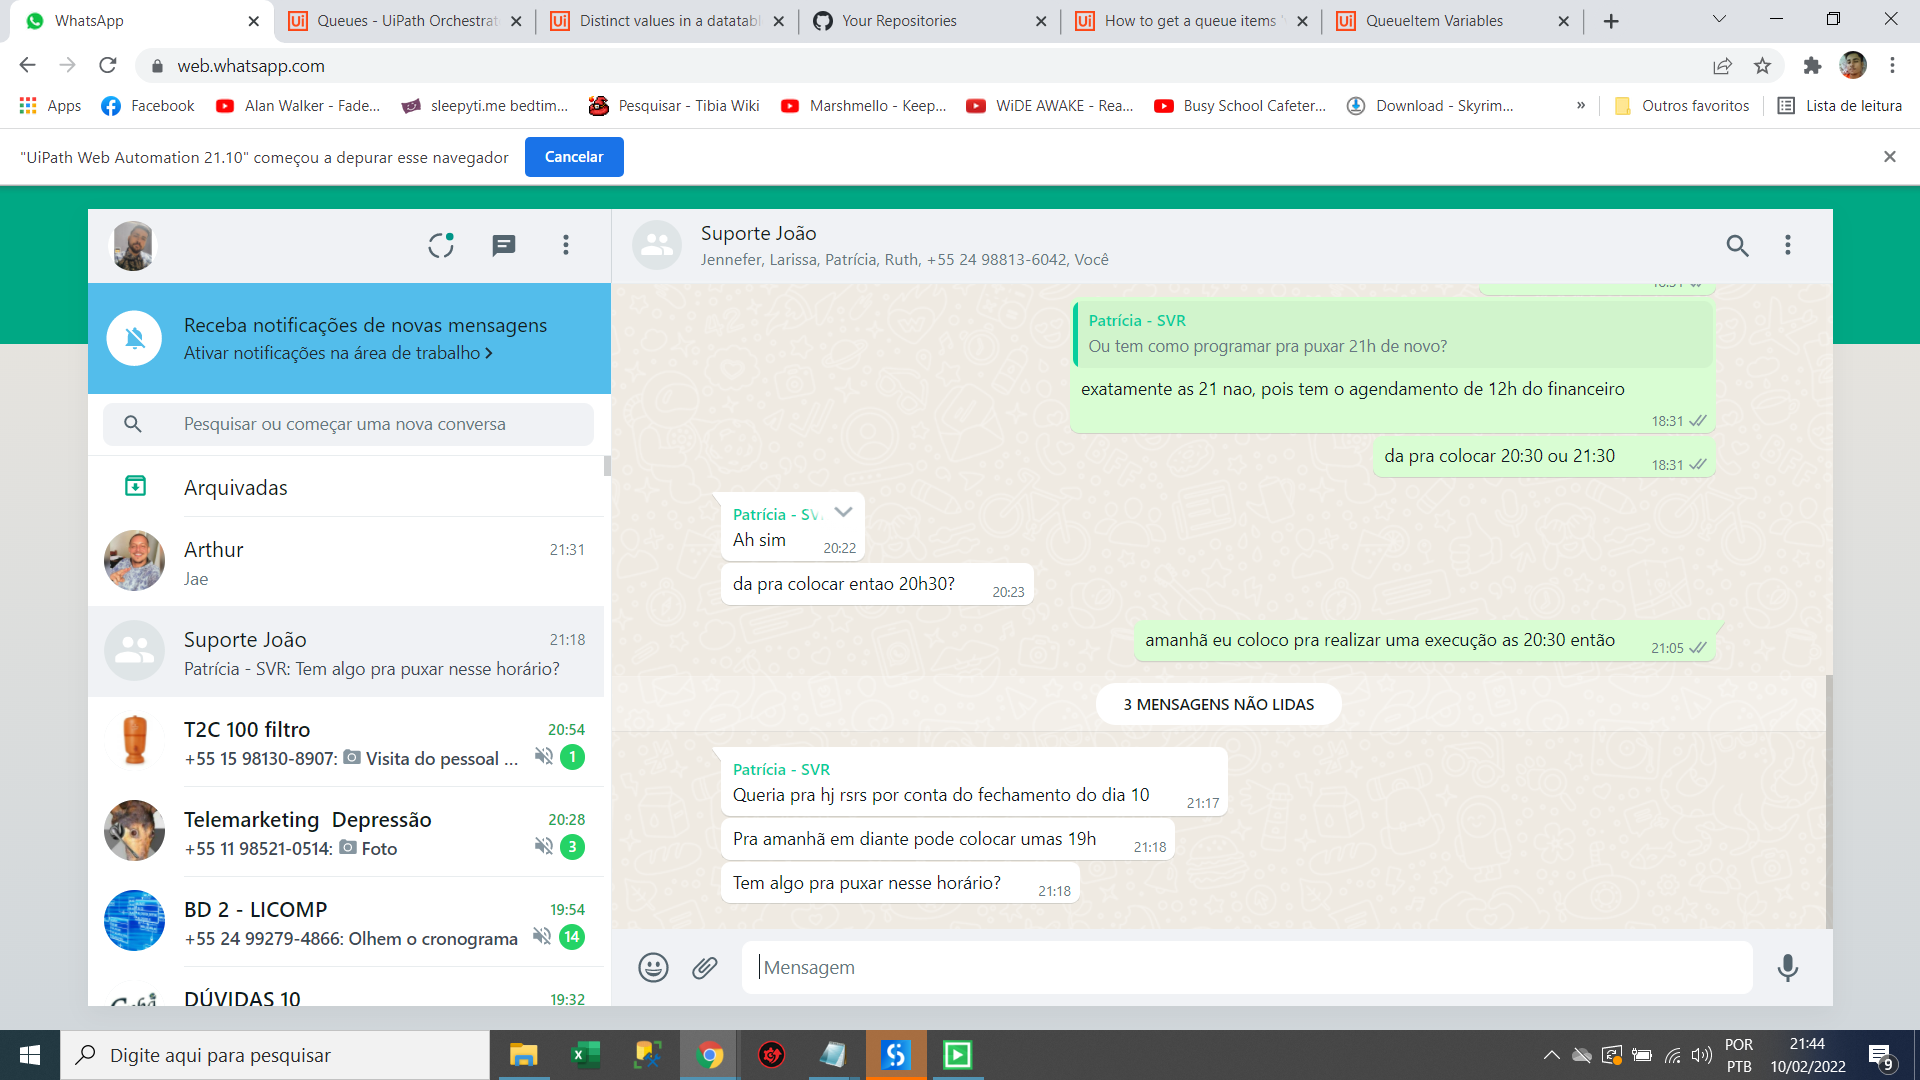 WhatsApp
Queues - UiPath Orchestrat
Distinct values in a datatabl
Your Repositories
How to get a queue items '
QueueItem Variables
web.whatsapp.com
Apps
Facebook
Alan Walker - Fade...
sleepyti.me bedtim...
Pesquisar - Tibia Wiki
Marshmello - Keep...
WiDE AWAKE - Rea...
Busy School Cafeter...
Download - Skyrim...
»
Outros favoritos
Lista de leitura
"UiPath Web Automation 21.10" começou a depurar esse navegador
Cancelar
Receba notificações de novas mensagens
Ativar notificações na área de trabalho
Pesquisar ou começar uma nova conversa
Arquivadas
Arthur
21:31
Jae
Suporte João
21:18
Patrícia - SVR: Tem algo pra puxar nesse horário?
T2C 100 filtro
20:54
+55 15 98130-8907: Visita do pessoal ...
1
Telemarketing Depressão
20:28
+55 11 98521-0514: Foto
3
BD 2 - LICOMP
19:54
+55 24 99279-4866: Olhem o cronograma
14
DÚVIDAS 10
19:32
Suporte João
Jennefer, Larissa, Patrícia, Ruth, +55 24 98813-6042, Você
18:31
Patrícia - SVR
Ou tem como programar pra puxar 21h de novo?
exatamente as 21 nao, pois tem o agendamento de 12h do financeiro
18:31
da pra colocar 20:30 ou 21:30
18:31
Patrícia - SV
Ah sim
20:22
da pra colocar entao 20h30?
20:23
amanhã eu coloco pra realizar uma execução as 20:30 então
21:05
3 MENSAGENS NÃO LIDAS
Patrícia - SVR
Queria pra hj rsrs por conta do fechamento do dia 10
21:17
Pra amanhã em diante pode colocar umas 19h
21:18
Tem algo pra puxar nesse horário?
21:18
Mensagem
Digite aqui para pesquisar
POR
PTB
21:44
10/02/2022
9